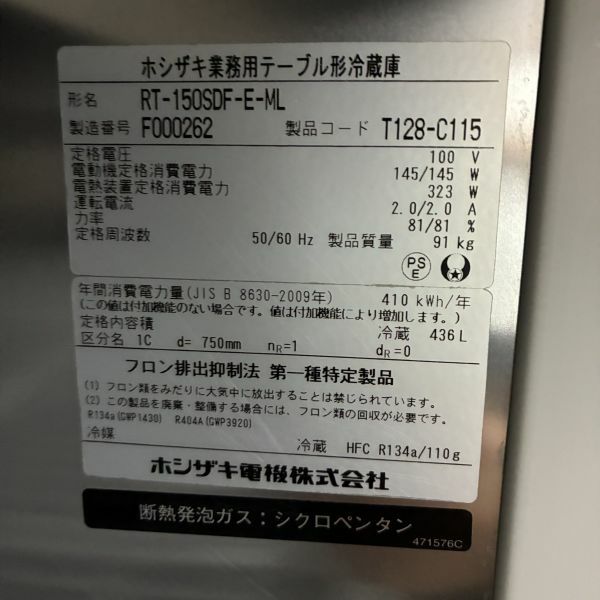 ホシザキ業務用テーブル形冷蔵庫
形名 RT-150SDF-E-ML
製造番号 F000262 製品コード T128-C115
定格電圧 100 V
電動機定格消費電力 145/145 W
電熱装置定格消費電力 323 W
運転電流 2.0/2.0 A
力率 81/81 %
定格周波数 50/60 Hz 製品質量 91 kg
PS E
年間消費電力量(JIS B 8630-2009年) 410 kWh/年
(この値は付加機能のない場合です。値は付加機能により増加します。)
定格内容積 冷蔵 436 L
区分名 1C d= 750mm nR=1 dR=0
フロン排出抑制法 第一種特定製品
(1) フロン類をみだりに大気中に放出することは禁じられています。
(2) この製品を廃棄・整備する場合には、フロン類の回収が必要です。
R134a(GWP1430) R404A(GWP3920)
冷媒 冷蔵 HFC R134a/110g
ホシザキ電機株式会社
断熱発泡ガス：シクロペンタン
471576C